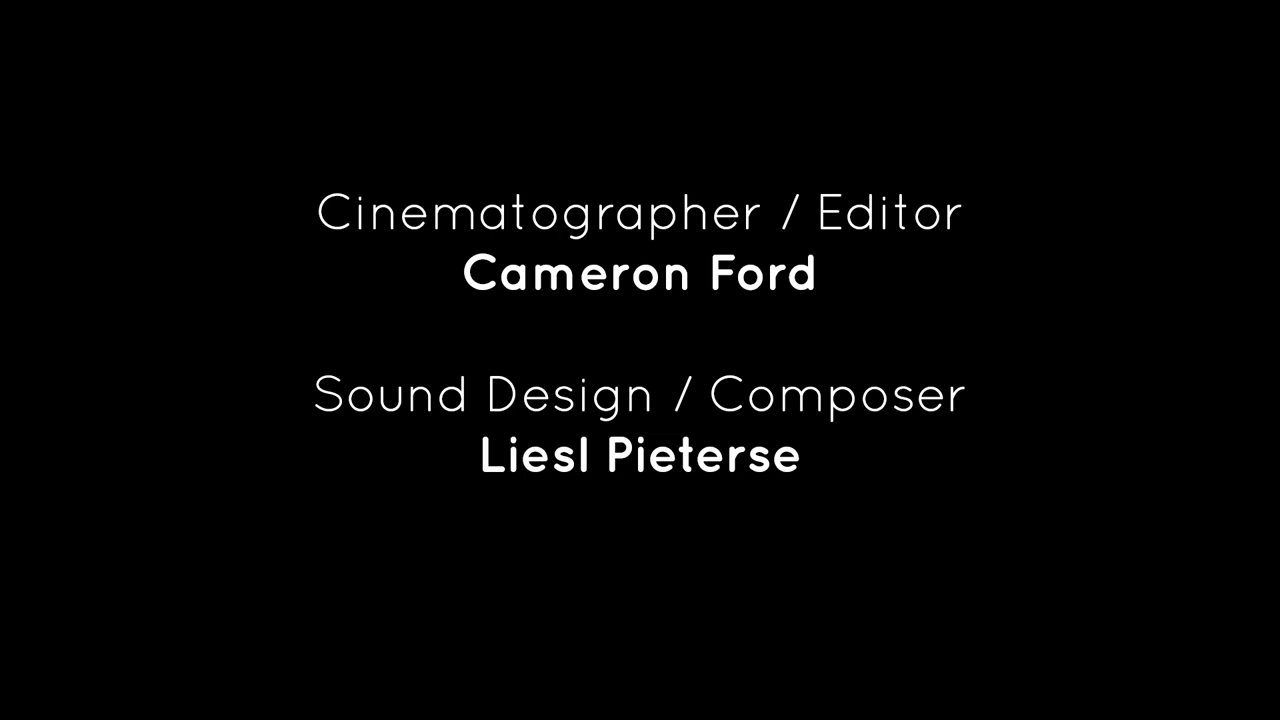 Cinematographer / Editor
Cameron Ford
Sound Design / Composer
Liesl Pieterse